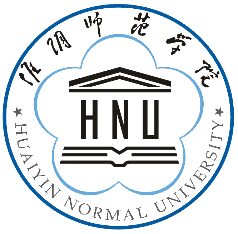 淮阴师范学院
HNU
★ HUAIYIN NORMAL UNIVERSITY ★